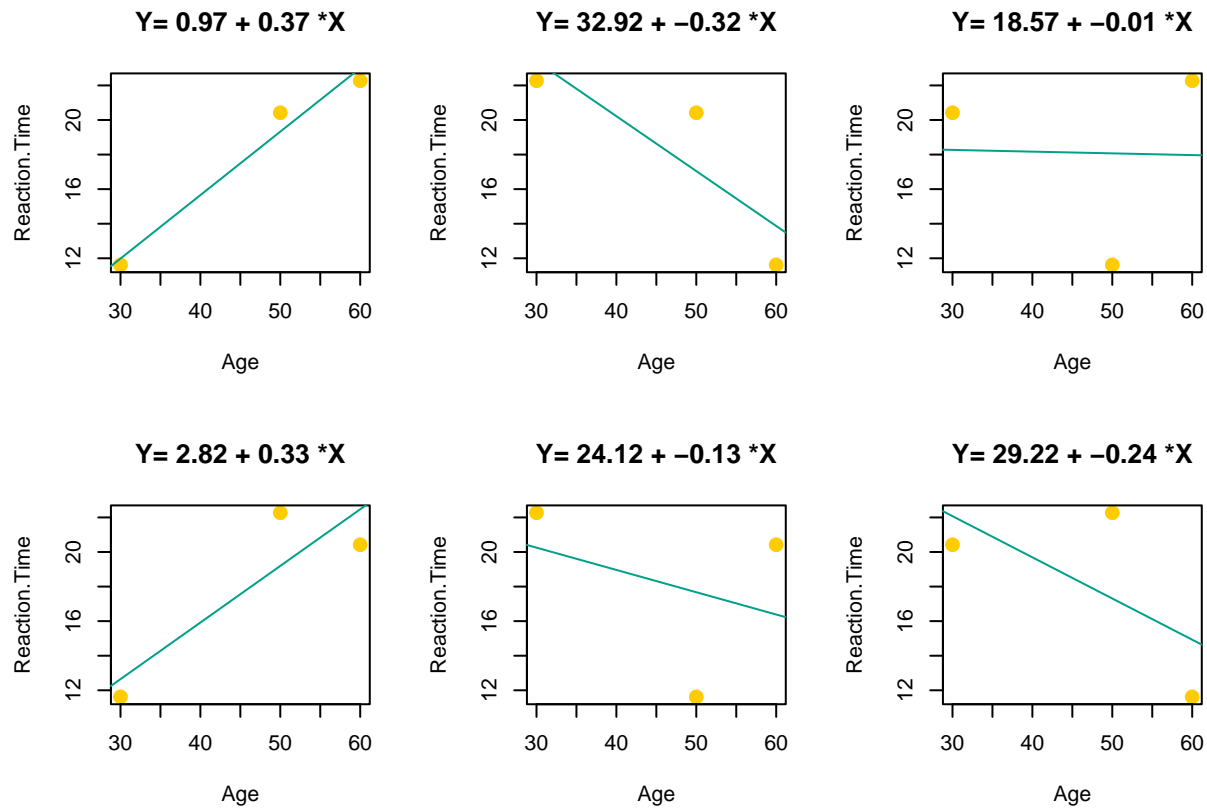 Y= 0.97 + 0.37 *X
Reaction.Time
12
16
20
30
40
50
60
Age
Y= 32.92 + −0.32 *X
Reaction.Time
12
16
20
30
40
50
60
Age
Y= 18.57 + −0.01 *X
Reaction.Time
12
16
20
30
40
50
60
Age
Y= 2.82 + 0.33 *X
Reaction.Time
12
16
20
30
40
50
60
Age
Y= 24.12 + −0.13 *X
Reaction.Time
12
16
20
30
40
50
60
Age
Y= 29.22 + −0.24 *X
Reaction.Time
12
16
20
30
40
50
60
Age